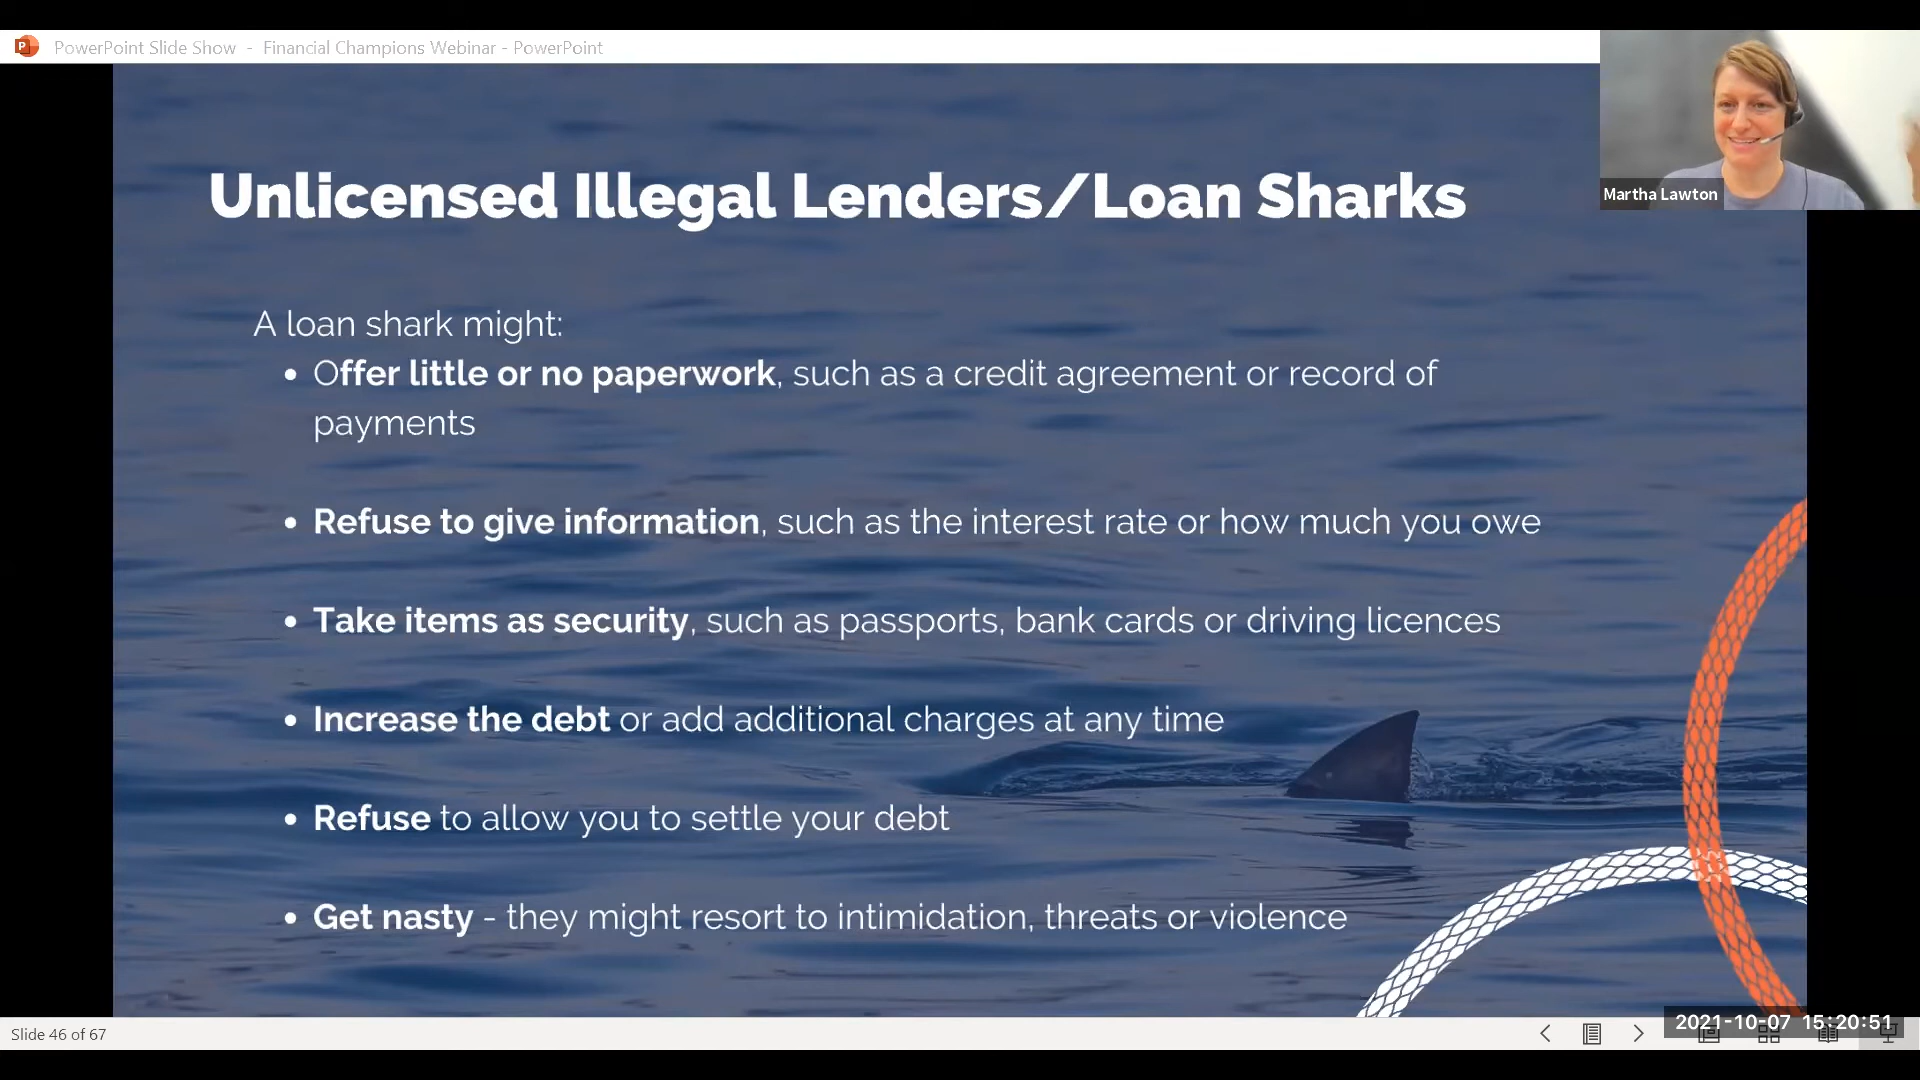 PowerPoint Slide Show - Financial Champions Webinar - PowerPoint
Martha Lawton
Unlicensed Illegal Lenders/Loan Sharks
A loan shark might:
• Offer little or no paperwork, such as a credit agreement or record of
payments
• Refuse to give information, such as the interest rate or how much you owe
• Take items as security, such as passports, bank cards or driving licences
• Increase the debt or add additional charges at any time
• Refuse to allow you to settle your debt
• Get nasty - they might resort to intimidation, threats or violence
Slide 46 of 67
2021-10-07 15:20:51